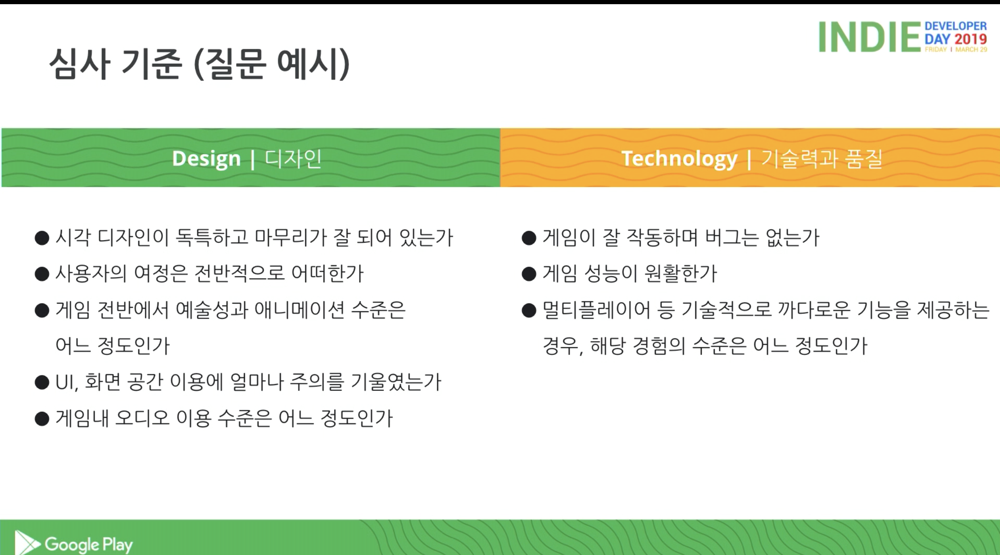 INDIE DEVELOPER
DAY 2019
FRIDAY | MARCH 29
심사 기준 (질문 예시)
Design | 디자인
시각 디자인이 독특하고 마무리가 잘 되어 있는가
사용자의 여정은 전반적으로 어떠한가
게임 전반에서 예술성과 애니메이션 수준은
어느 정도인가
UI, 화면 공간 이용에 얼마나 주의를 기울였는가
게임내 오디오 이용 수준은 어느 정도인가
Technology | 기술력과 품질
게임이 잘 작동하며 버그는 없는가
게임 성능이 원활한가
멀티플레이어 등 기술적으로 까다로운 기능을 제공하는
경우, 해당 경험의 수준은 어느 정도인가
Google Play